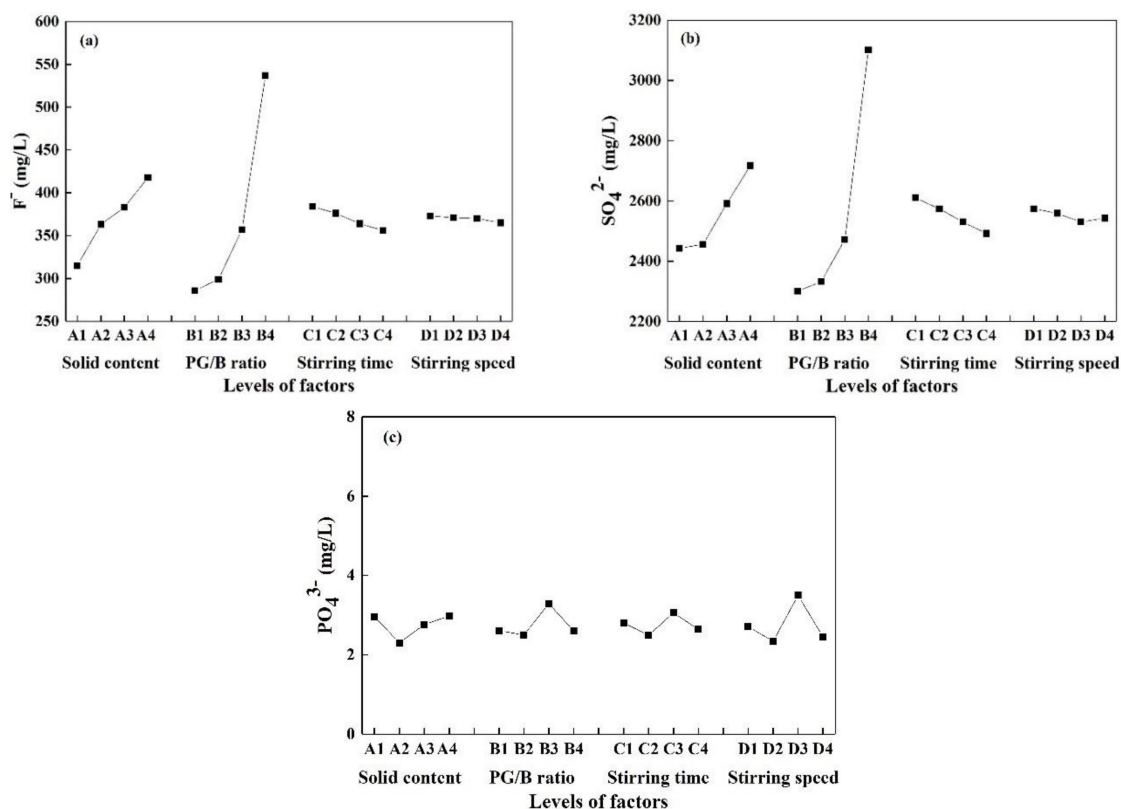 (a)
600
550
500
450
400
350
300
250
F⁻ (mg/L)
A1 A2 A3 A4 B1 B2 B3 B4 C1 C2 C3 C4 D1 D2 D3 D4
Solid content PG/B ratio Stirring time Stirring speed
Levels of factors
(b)
3200
3000
2800
2600
2400
2200
SO₄²⁻ (mg/L)
A1 A2 A3 A4 B1 B2 B3 B4 C1 C2 C3 C4 D1 D2 D3 D4
Solid content PG/B ratio Stirring time Stirring speed
Levels of factors
(c)
8
6
4
2
0
PO₄³⁻ (mg/L)
A1 A2 A3 A4 B1 B2 B3 B4 C1 C2 C3 C4 D1 D2 D3 D4
Solid content PG/B ratio Stirring time Stirring speed
Levels of factors